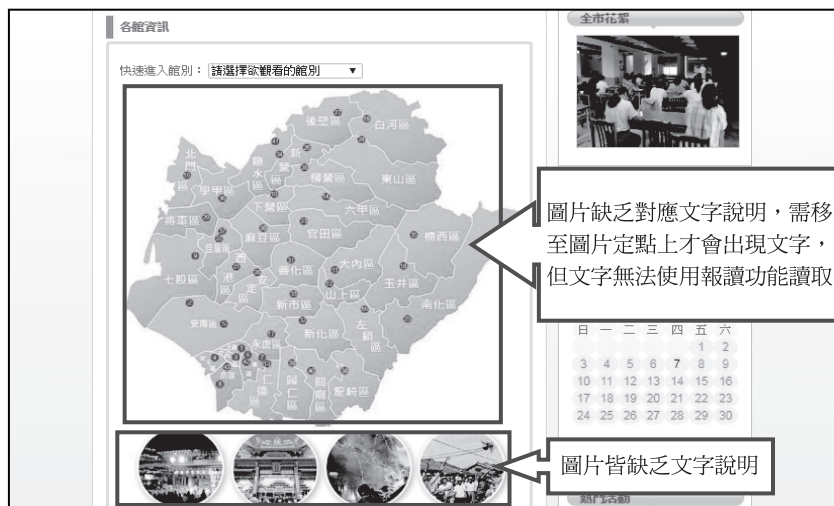 各館資訊
快速進入館別： 請選擇欲觀看的館別
全市花絮
後壁區
白河區
北門區
鹽水區
新營區
學甲區
柳營區
東山區
下營區
六甲區
將軍區
佳里區
麻豆區
官田區
楠西區
西港區
七股區
安定區
善化區
大內區
玉井區
山上區
南化區
新市區
安南區
新化區
左鎮區
永康區
仁德區
歸仁區
關廟區
龍崎區
圖片缺乏對應文字說明，需移
至圖片定點上才會出現文字，
但文字無法使用報讀功能讀取
日 一 二 三 四 五 六
1 2
3 4 5 6 7 8 9
10 11 12 13 14 15 16
17 18 19 20 21 22 23
24 25 26 27 28 29 30
圖片皆缺乏文字說明
熱門活動